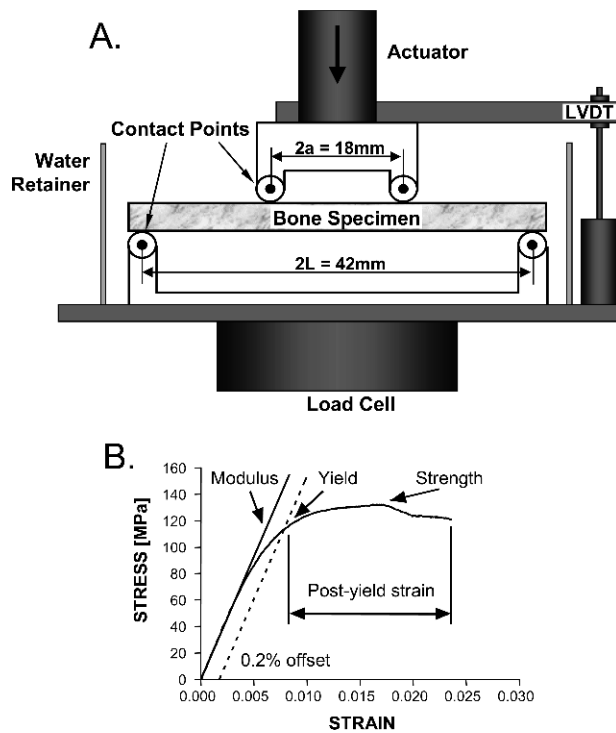 A.
Actuator
LVDT
Contact Points
2a = 18mm
Water
Retainer
Bone Specimen
2L = 42mm
Load Cell
B.
160
Modulus
Yield
Strength
140
120
100
80
60
40
20
0
STRESS [MPa]
Post-yield strain
0.2% offset
0.000 0.005 0.010 0.015 0.020 0.025 0.030
STRAIN